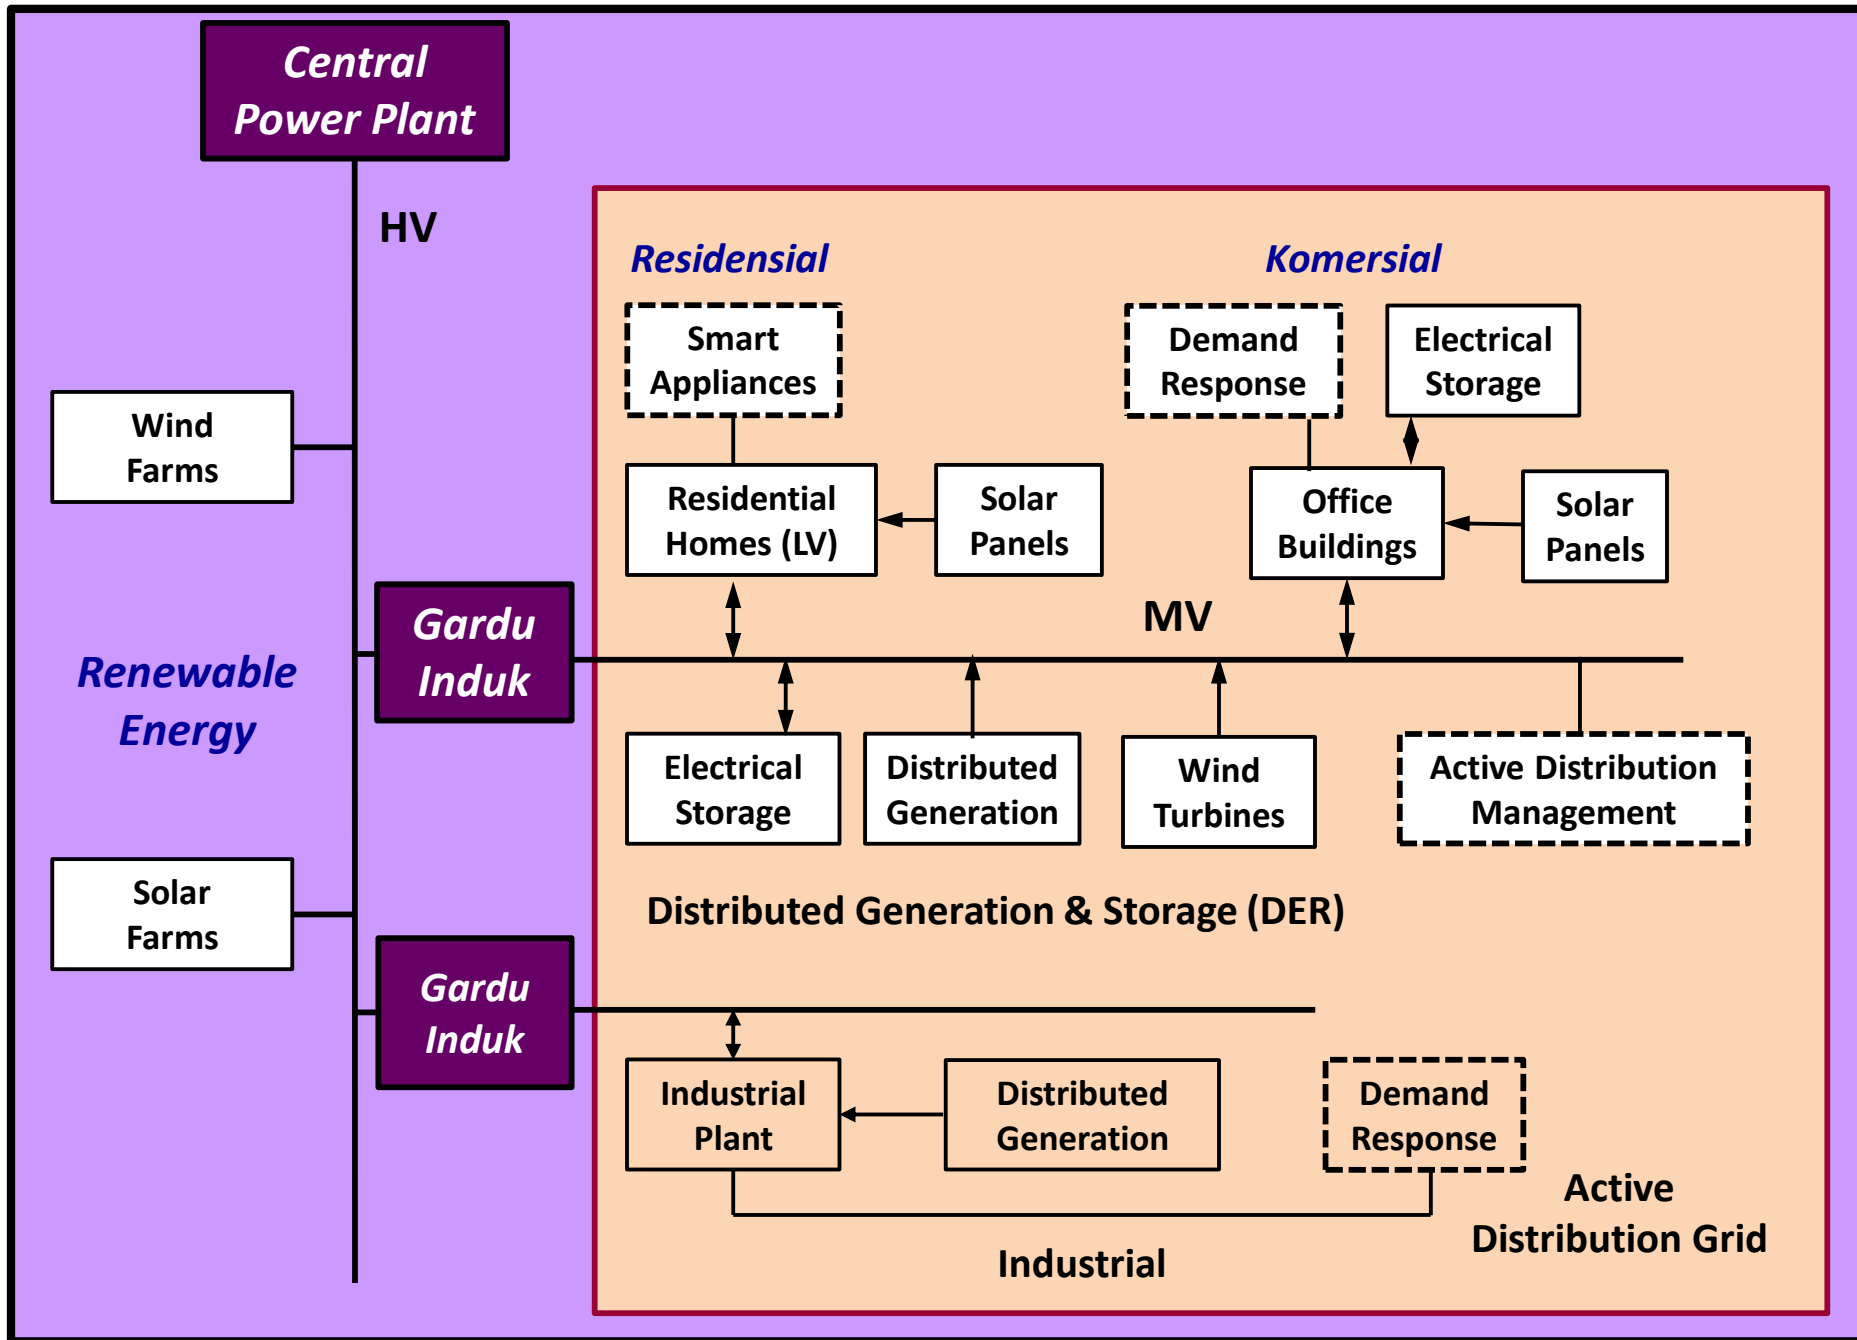 Central
Power Plant
HV
Residensial
Komersial
Smart
Appliances
Demand
Response
Electrical
Storage
Wind
Farms
Residential
Homes (LV)
Solar
Panels
Office
Buildings
Solar
Panels
Gardu
Induk
MV
Renewable
Energy
Electrical
Storage
Distributed
Generation
Wind
Turbines
Active Distribution
Management
Solar
Farms
Distributed Generation & Storage (DER)
Gardu
Induk
Industrial
Plant
Distributed
Generation
Demand
Response
Active
Distribution Grid
Industrial